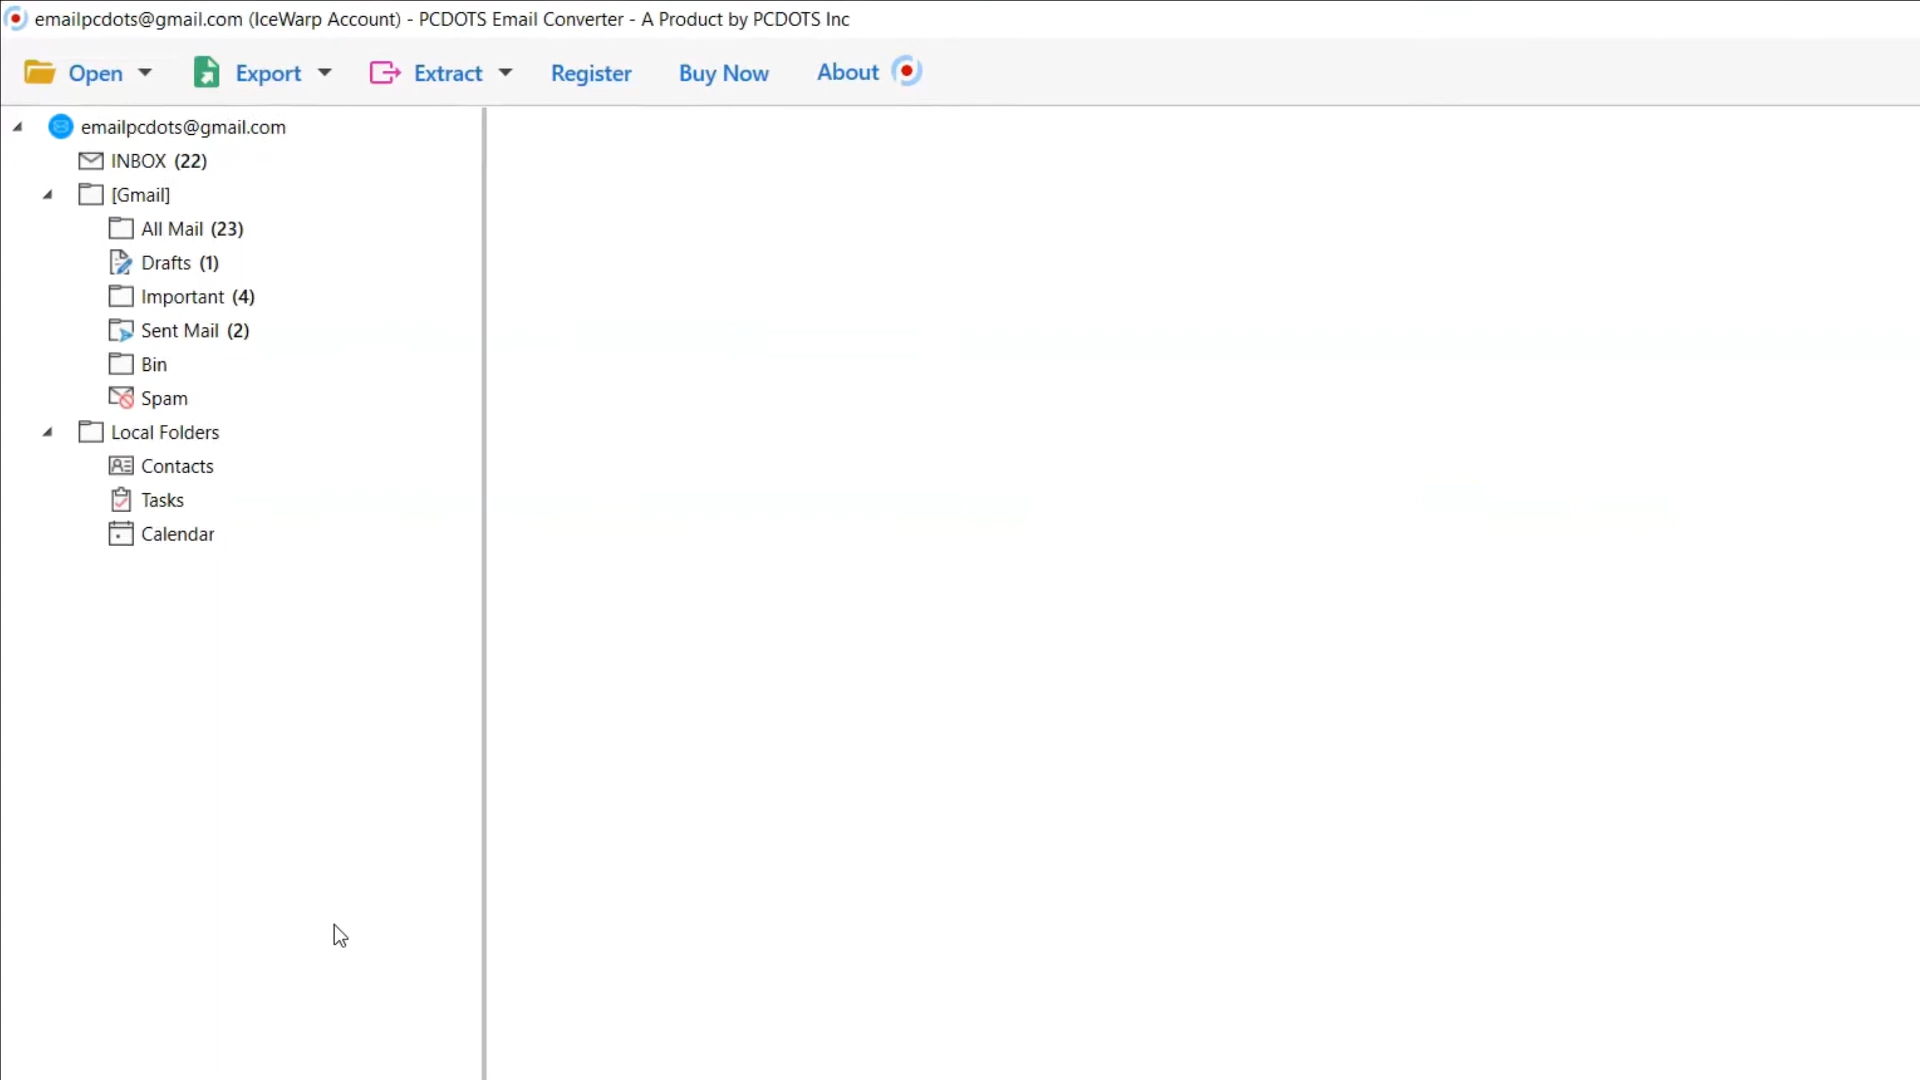 emailpcdots@gmail.com (IceWarp Account) - PCDOTS Email Converter - A Product by PCDOTS Inc
Open Export Extract Register Buy Now About
emailpcdots@gmail.com
INBOX (22)
[Gmail]
All Mail (23)
Drafts (1)
Important (4)
Sent Mail (2)
Bin
Spam
Local Folders
Contacts
Tasks
Calendar